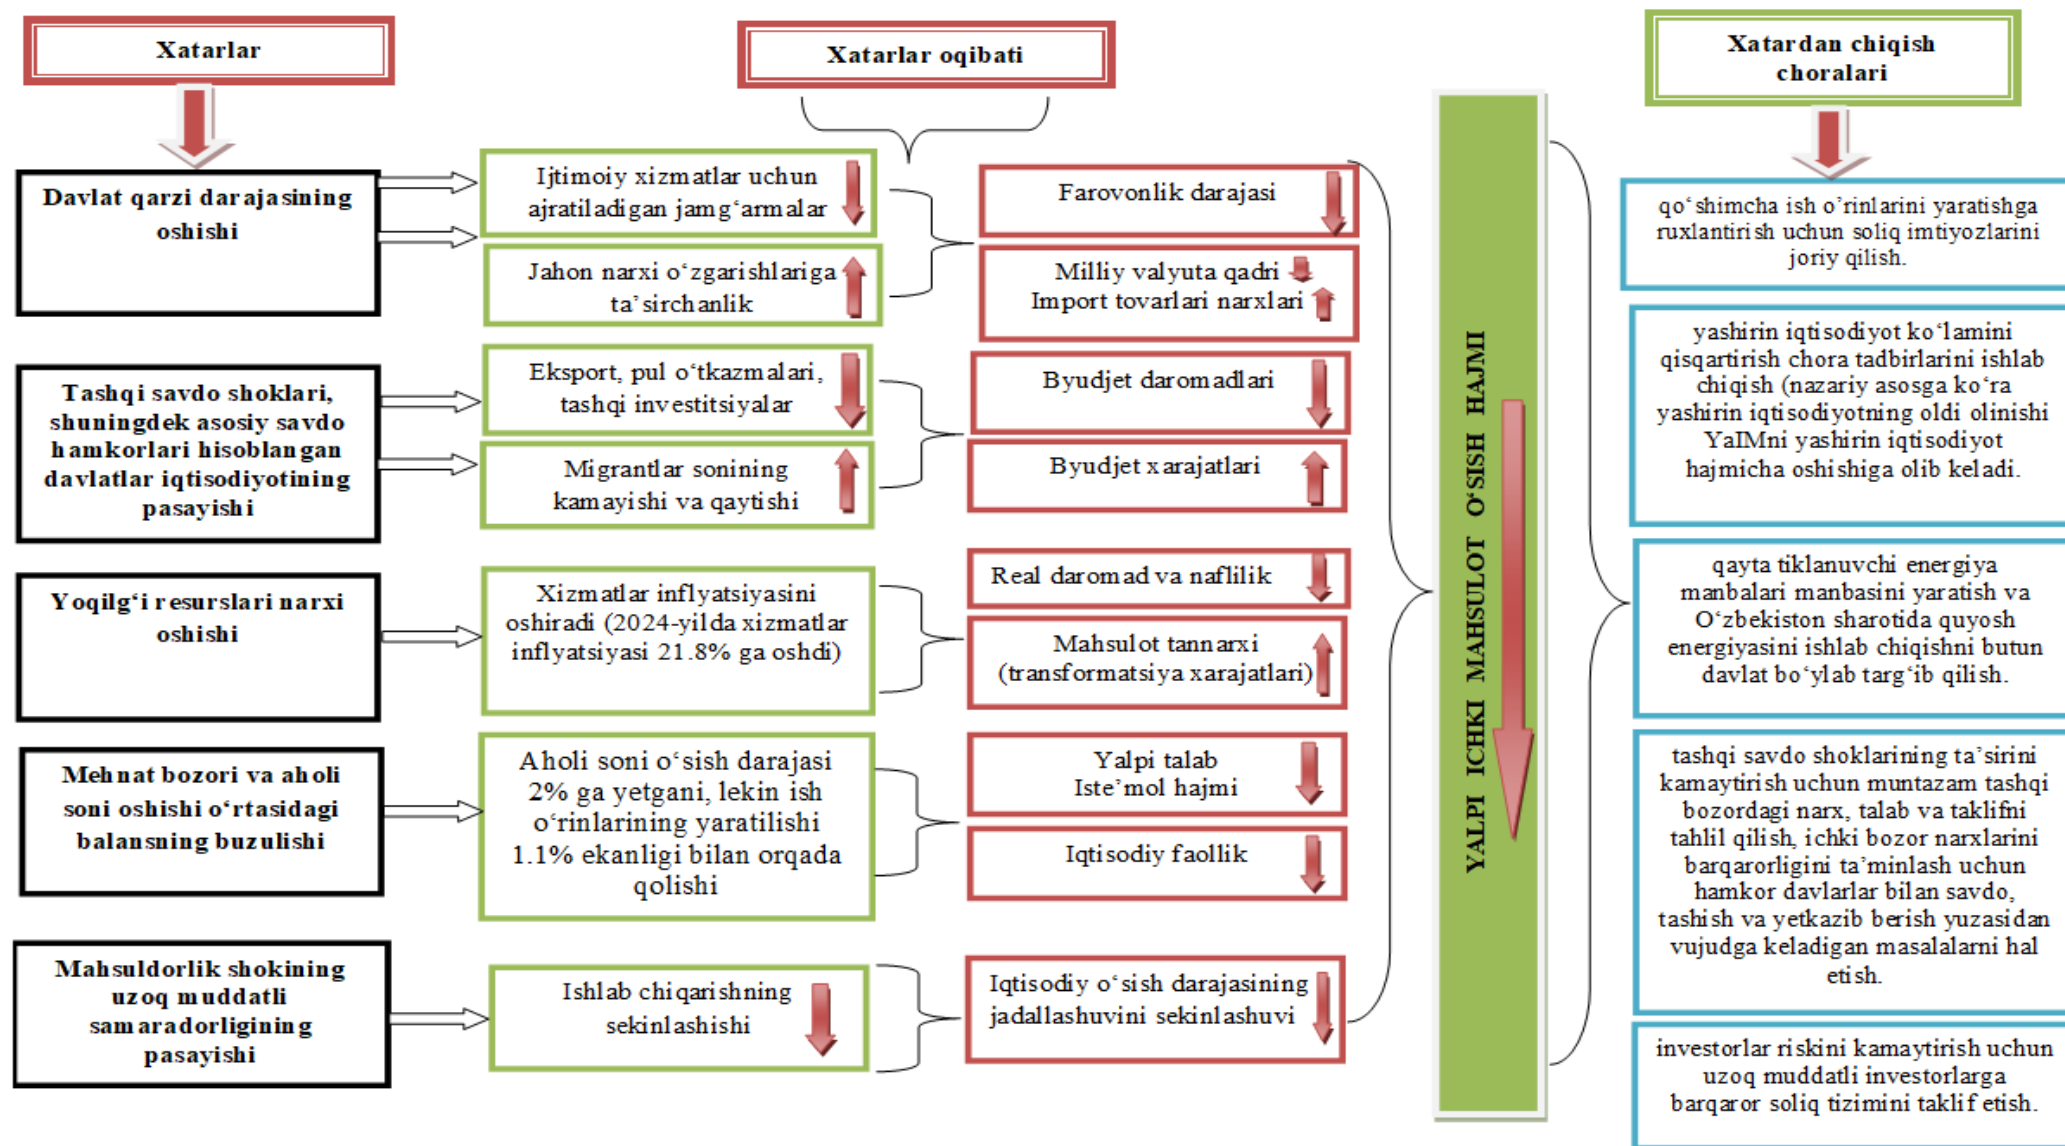 Xatarlar
Xatarlar oqibati
Xatardan chiqish
choralari
Davlat qarzi darajasining
oshishi
Ijtimoiy xizmatlar uchun
ajratiladigan jamg‘armalar
Jahon narxi o‘zgarishlariga
ta’sirchanlik
Farovonlik darajasi
Milliy valyuta qadri
Import tovarlari narxlari
Tashqi savdo shoklari,
shuningdek asosiy savdo
hamkorlari hisoblangan
davlatlar iqtisodiyotining
pasayishi
Eksport, pul o‘tkazmalari,
tashqi investitsiyalar
Migrantlar sonining
kamayishi va qaytishi
Byudjet daromadlari
Byudjet xarajatlari
Yoqilg‘i resurslari narxi
oshishi
Xizmatlar inflyatsiyasini
oshiradi (2024-yilda xizmatlar
inflyatsiyasi 21.8% ga oshdi)
Real daromad va naflilik
Mahsulot tannarxi
(transformatsiya xarajatlari)
Mehnat bozori va aholi
soni oshishi o‘rtasidagi
balansning buzulishi
Aholi soni o‘sish darajasi
2% ga yetgani, lekin ish
o‘rinlarining yaratilishi
1.1% ekanligi bilan orqada
qolishi
Yalpi talab
Iste’mol hajmi
Iqtisodiy faollik
Mahsuldorlik shokining
uzoq muddatli
samaradorligining
pasayishi
Ishlab chiqarishning
sekinlashishi
Iqtisodiy o‘sish darajasining
jadallashuvini sekinlashuvi
YALPI ICHKI MAHSULOT O‘SISH HAJMI
qo‘shimcha ish o’rinlarini yaratishga
ruxlantirish uchun soliq imtiyozlarini
joriy qilish.
yashirin iqtisodiyot ko‘lamini
qisqartirish chora tadbirlarini ishlab
chiqish (nazariy asosga ko‘ra
yashirin iqtisodiyotning oldi olinishi
YaIMni yashirin iqtisodiyot
hajmicha oshishiga olib keladi.
qayta tiklanuvchi energiya
manbalari manbasini yaratish va
O‘zbekiston sharotida quyosh
energiyasini ishlab chiqishni butun
davlat bo‘ylab targ‘ib qilish.
tashqi savdo shoklarining ta’sirini
kamaytirish uchun muntazam tashqi
bozordagi narx, talab va taklifni
tahlil qilish, ichki bozor narxlarini
barqarorligini ta’minlash uchun
hamkor davlarlar bilan savdo,
tashish va yetkazib berish yuzasidan
vujudga keladigan masalalarni hal
etish.
investorlar riskini kamaytirish uchun
uzoq muddatli investorlarga
barqaror soliq tizimini taklif etish.